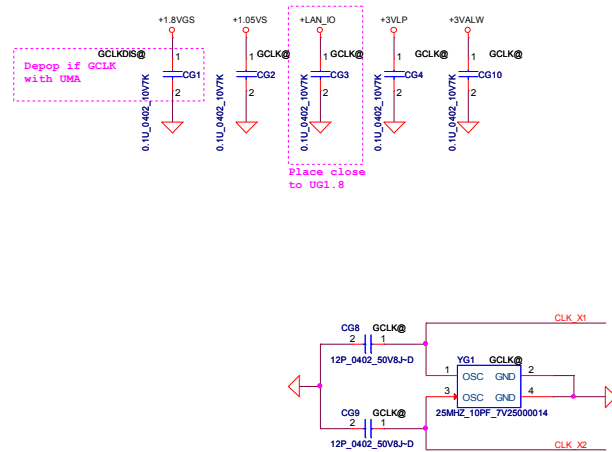 +1.8VGS +1.05VS +LAN_IO +3VLP +3VALW
GCLKDIS@ 1 GCLK@ 1 GCLK@ 1 GCLK@ 1 GCLK@ 1
Depop if GCLK
with UMA
CG1 CG2 CG3 CG4 CG10
2 2 2 2 2
0.1U_0402_10V7K 0.1U_0402_10V7K 0.1U_0402_10V7K 0.1U_0402_10V7K 0.1U_0402_10V7K
Place close
to UG1.8
CLK_X1
CG8 GCLK@
2 1
12P_0402_50V8J~D
YG1 GCLK@
1 OSC GND 2
3 OSC GND 4
25MHZ_10PF_7V25000014
CG9 GCLK@
2 1
12P_0402_50V8J~D
CLK_X2